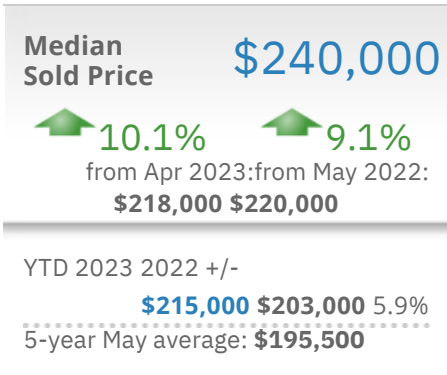 Median
Sold Price
$240,000
10.1% 9.1%
from Apr 2023:from May 2022:
$218,000 $220,000
YTD 2023 2022 +/-
$215,000 $203,000 5.9%
5-year May average: $195,500